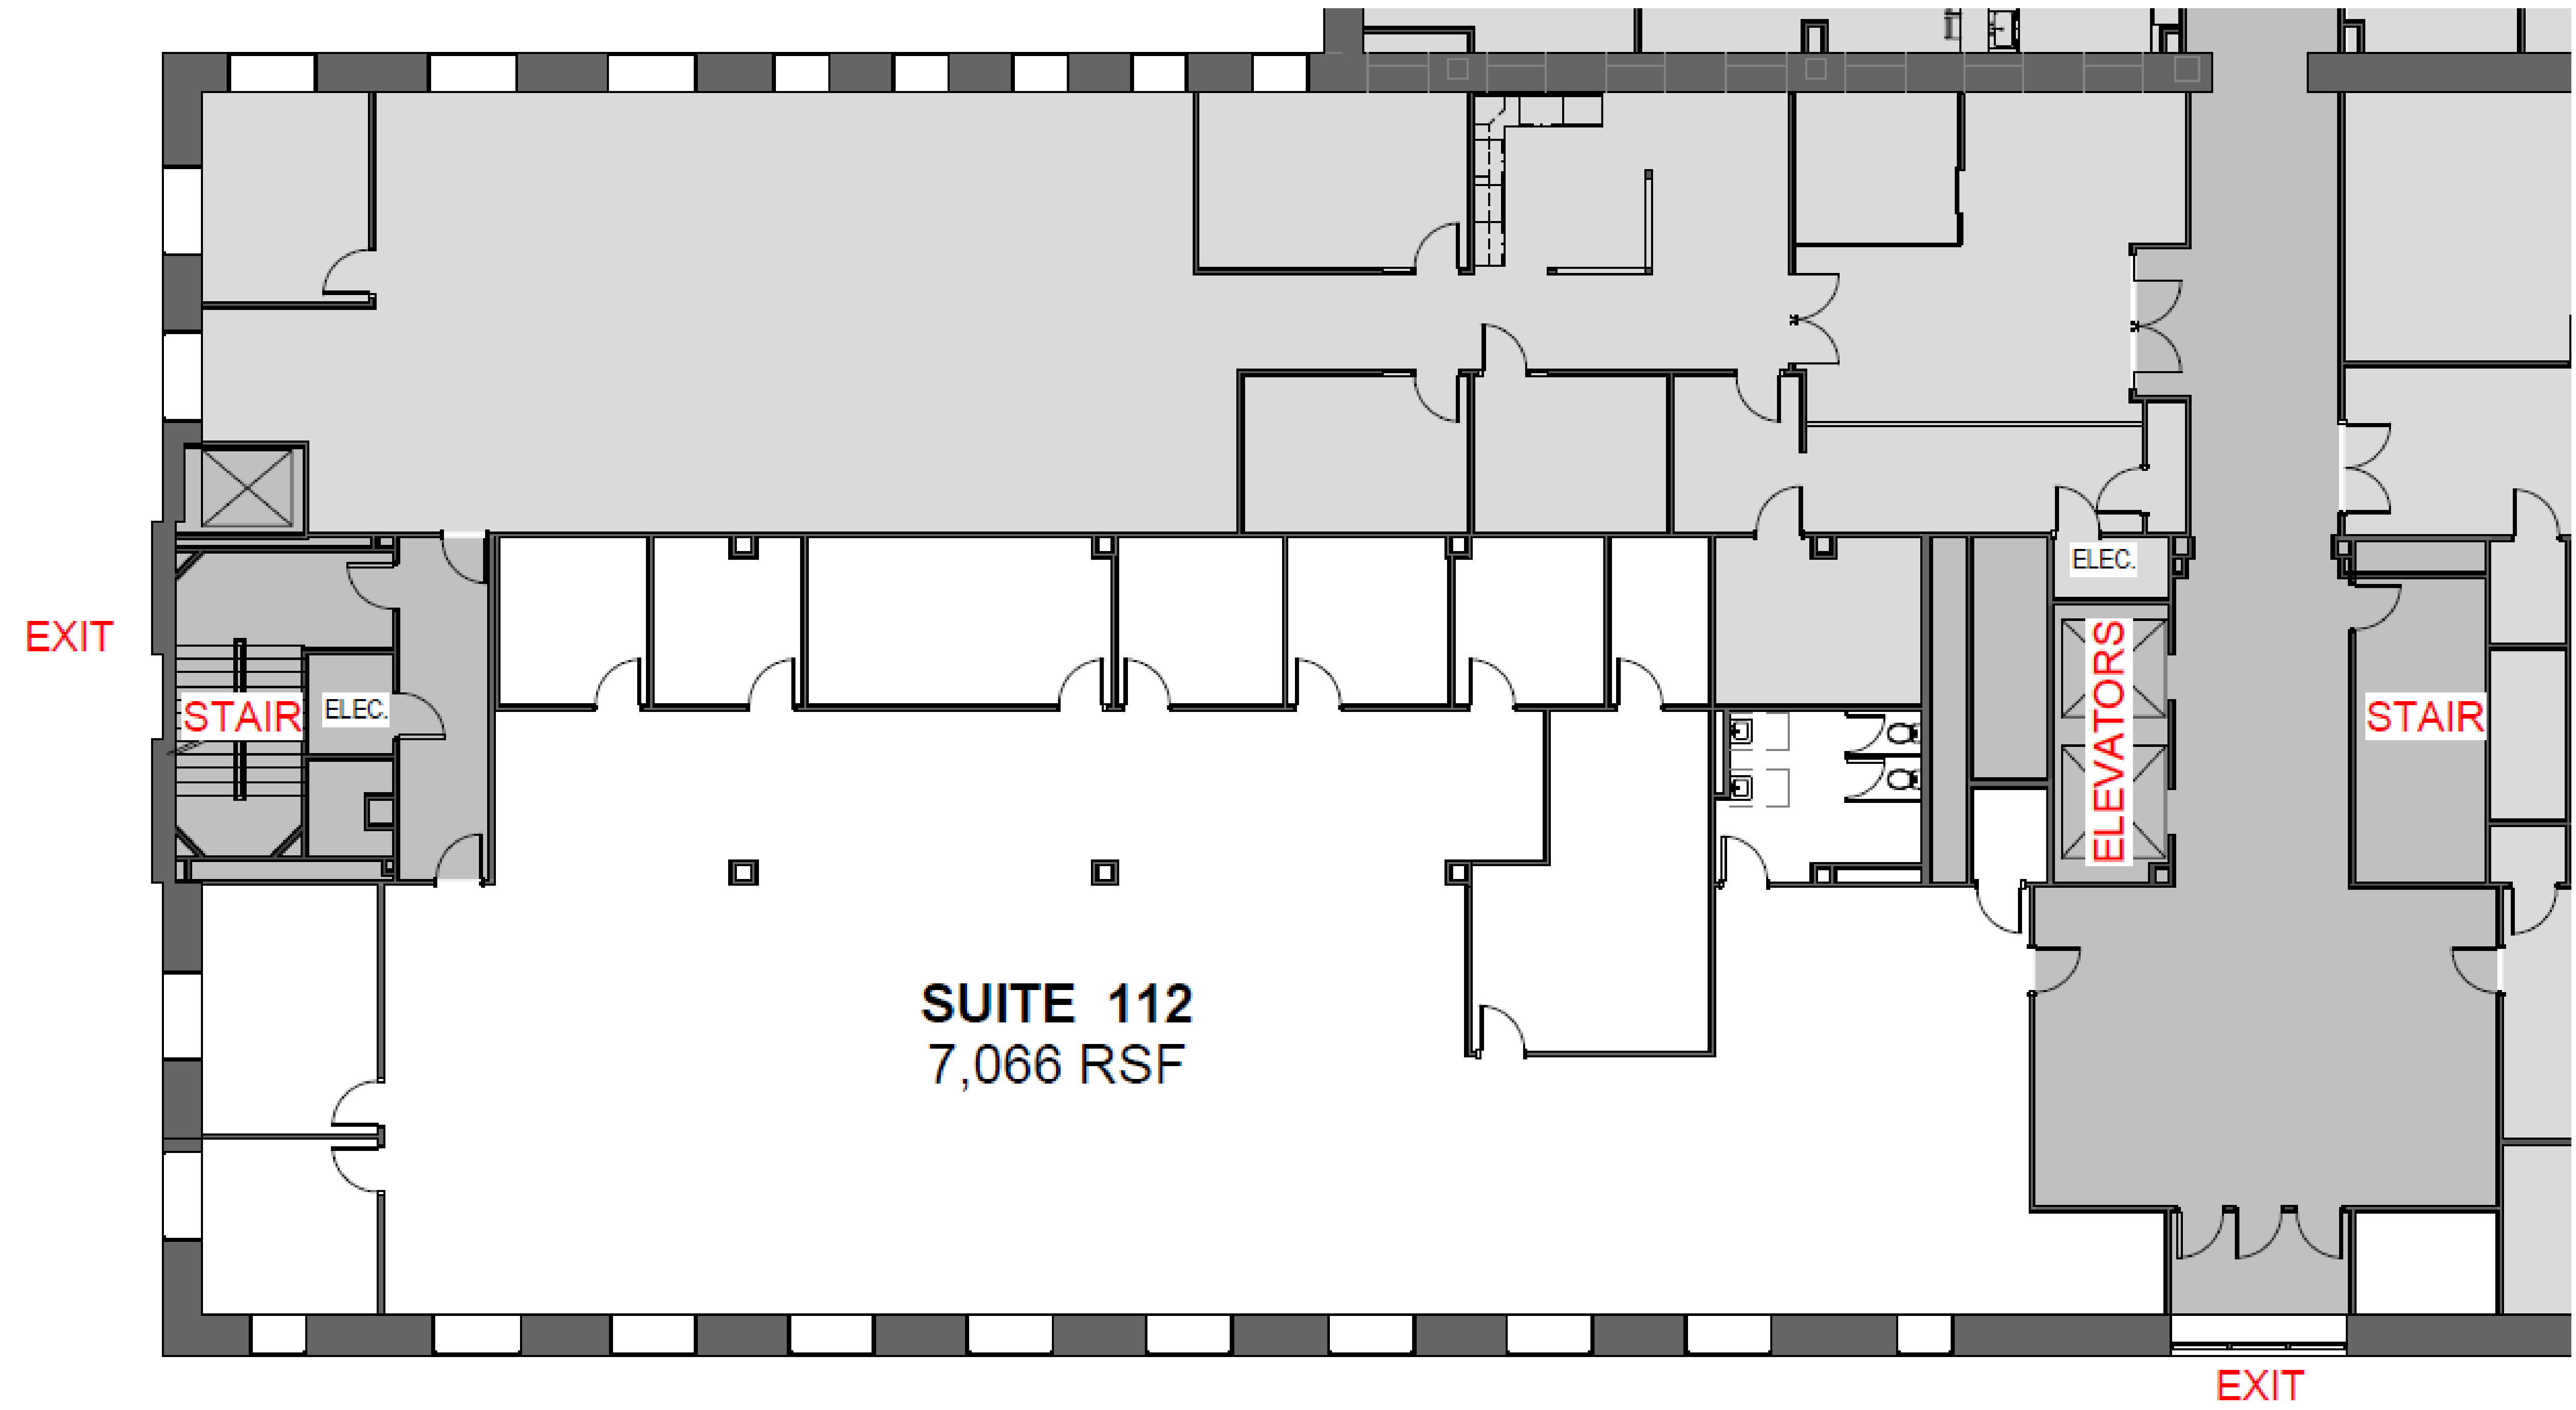 ELEC.
EXIT
STAIR
ELEC.
ELEVATORS
STAIR
SUITE 112
7,066 RSF
EXIT